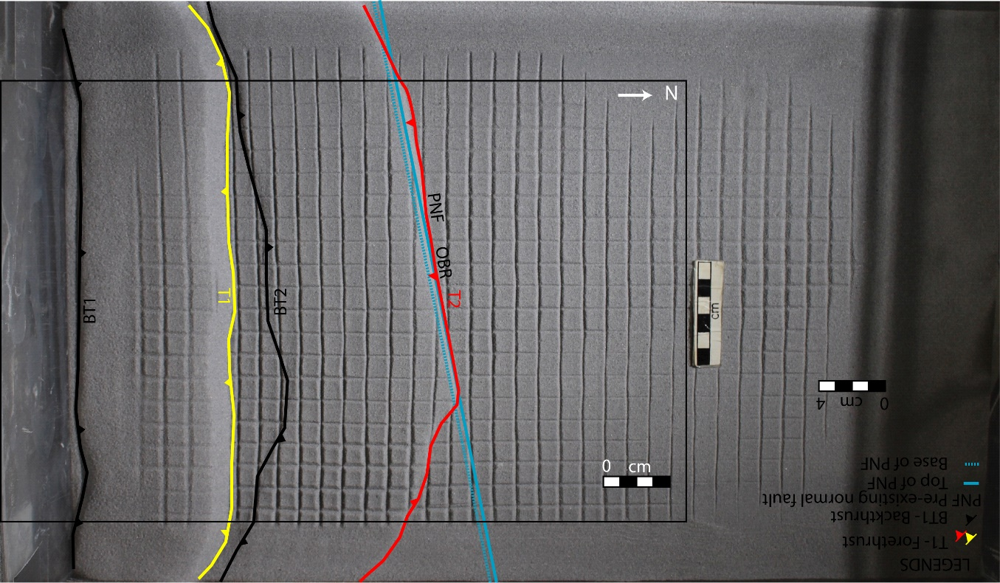 N
PNF
OBR
T2
T1
BT2
BT1
cm
0 cm
0 cm 4
Base of PNF
Top of PNF
PNF Pre-existing normal fault
BT1- Backthrust
T1- Forethrust
LEGENDS